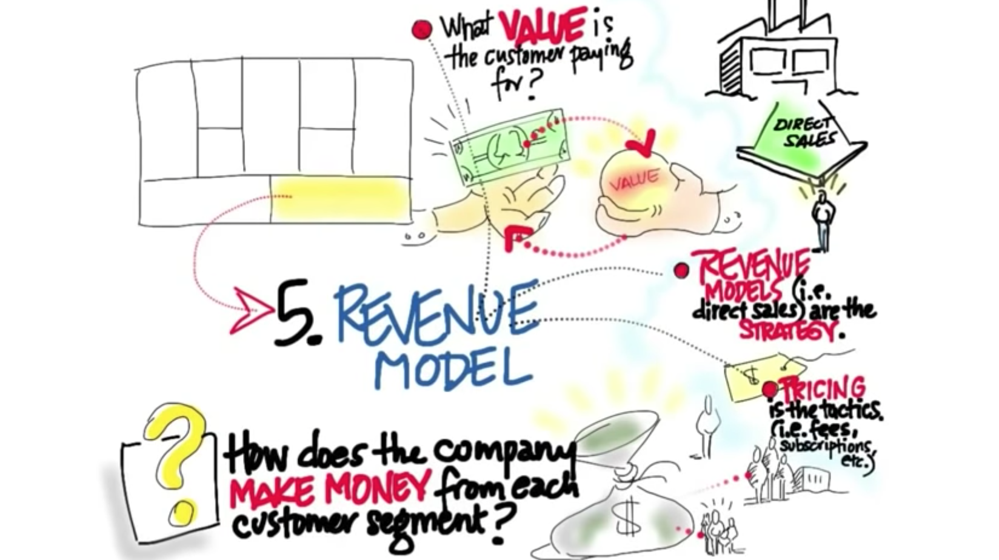 What VALUE is
the customer paying
for?
DIRECT
SALES
VALUE
5. REVENUE
MODEL
REVENUE
MODELS (i.e.
direct sales) are the
STRATEGY.
$
PRICING
is the tactics.
(i.e. fees,
subscriptions,
etc.)
?
How does the company
MAKE MONEY from each
customer segment?
$